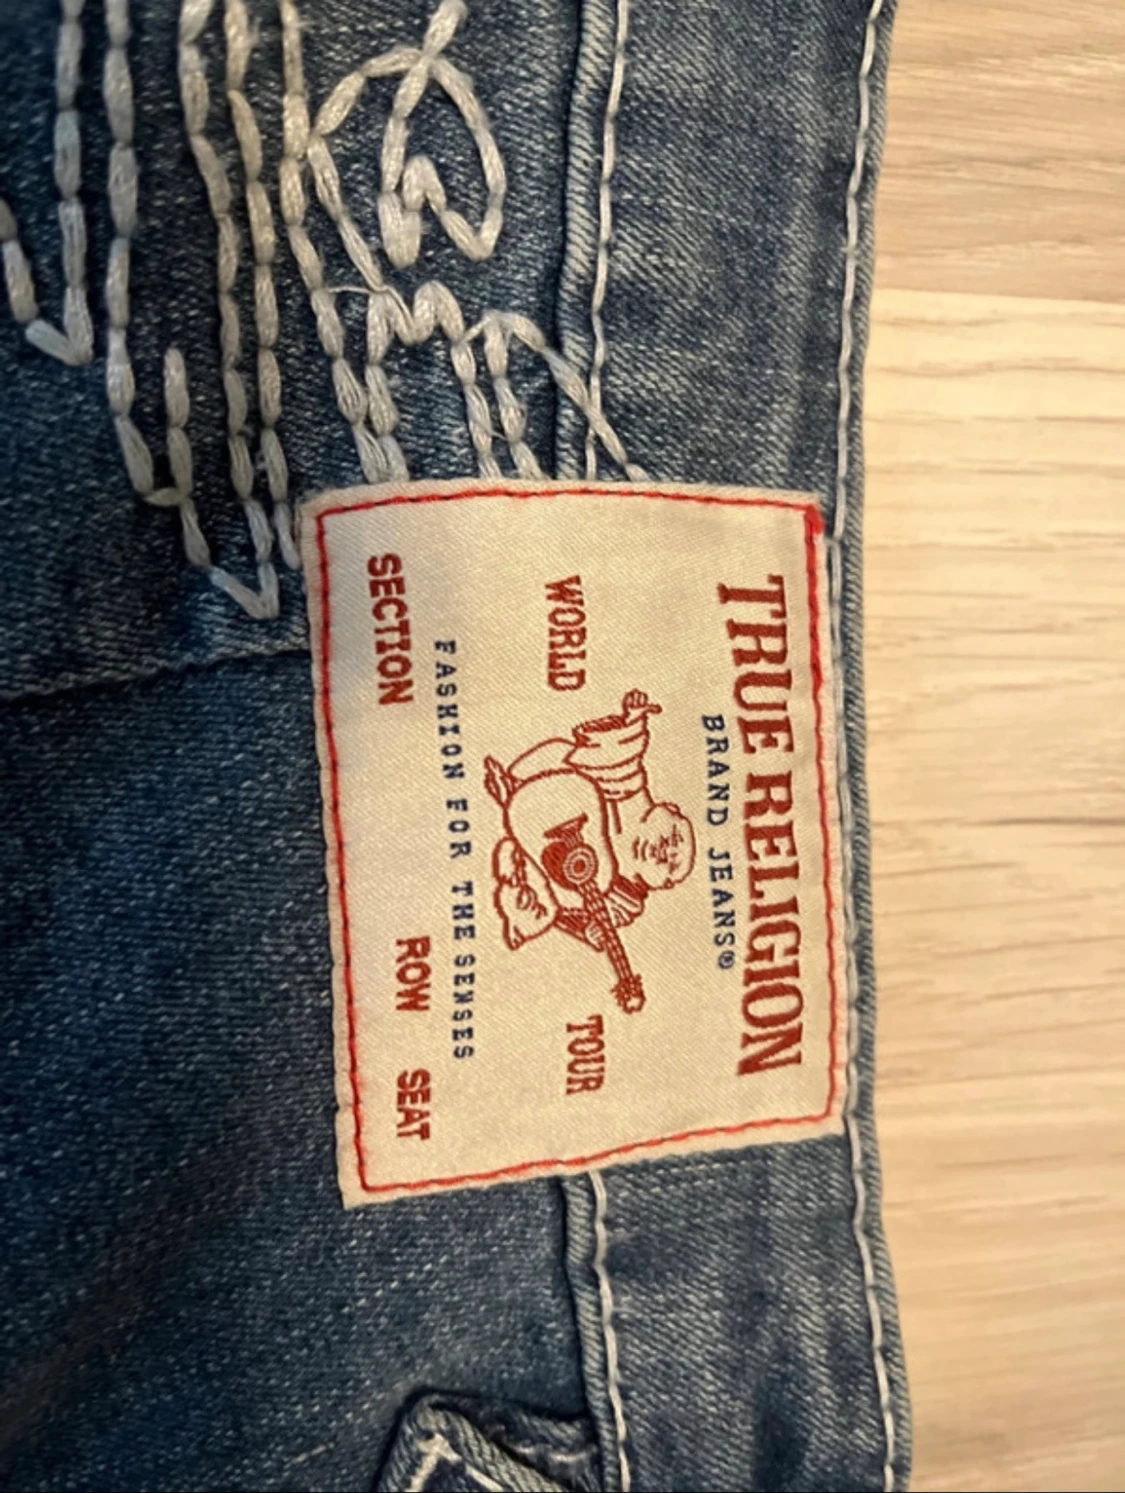 TRUE RELIGION
BRAND JEANS®
WORLD TOUR
FASHION FOR THE SENSES
SECTION ROW SEAT